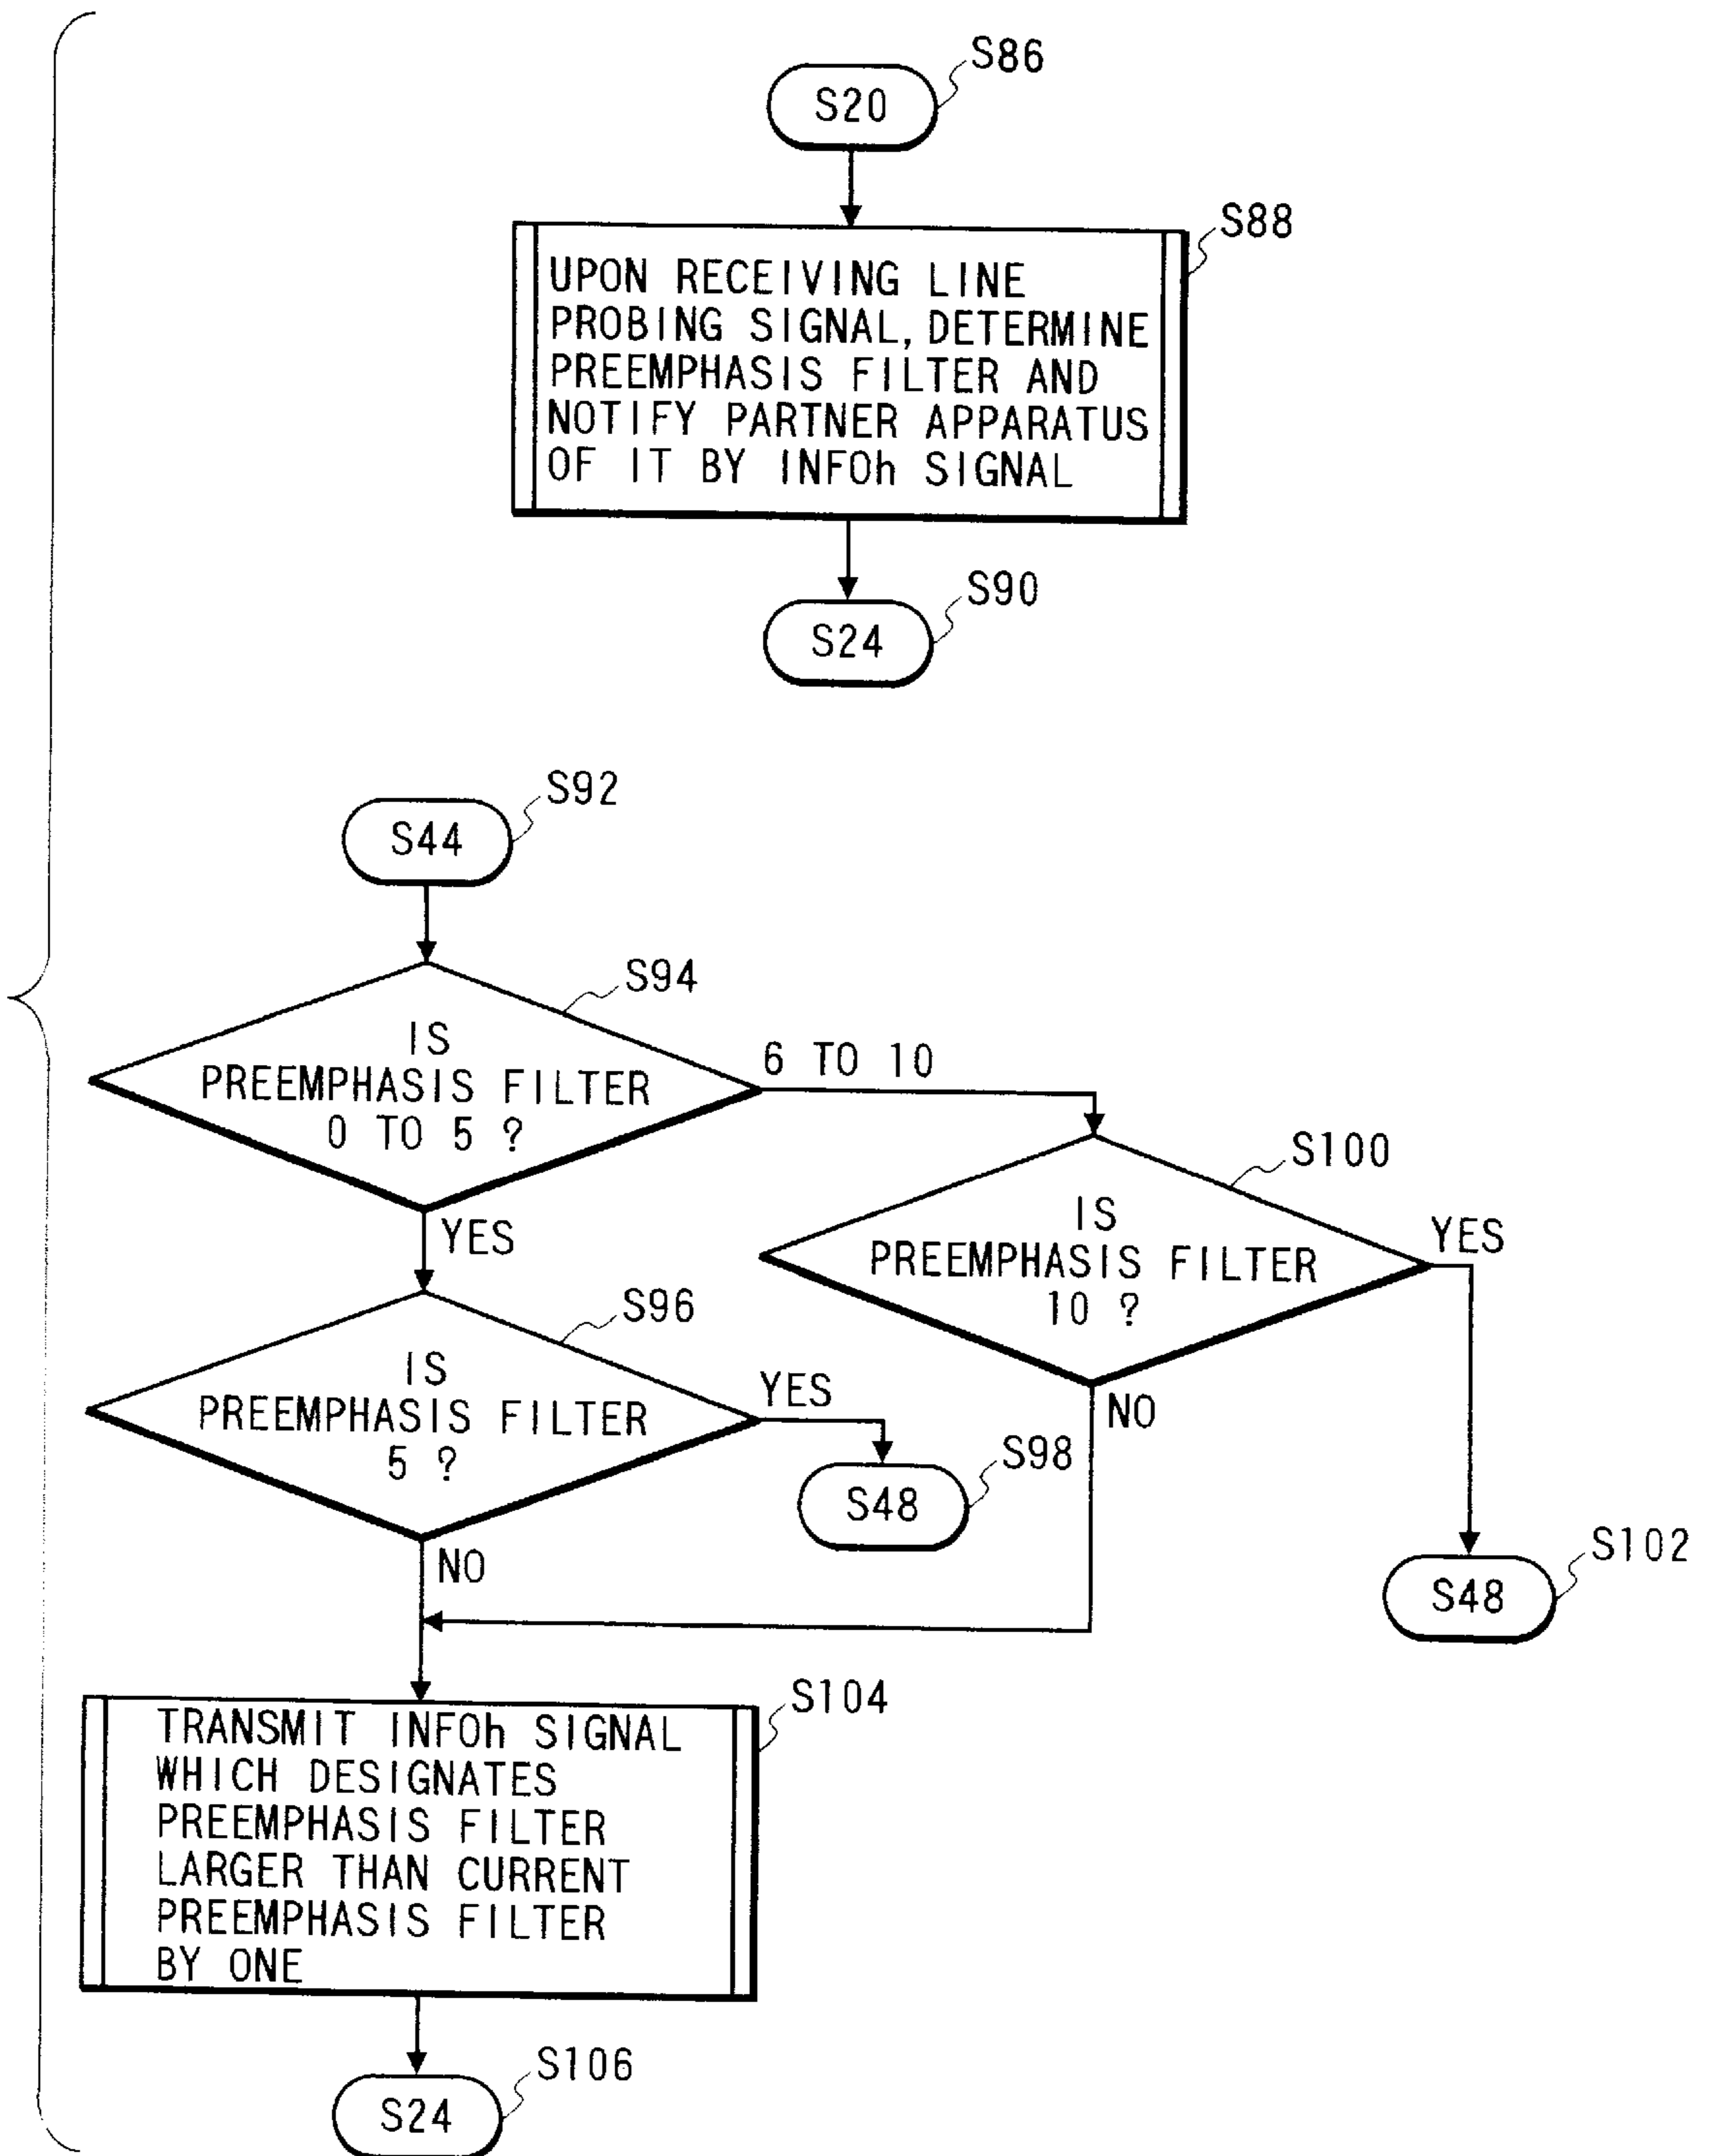 S86
S20
S88
UPON RECEIVING LINE
PROBING SIGNAL, DETERMINE
PREEMPHASIS FILTER AND
NOTIFY PARTNER APPARATUS
OF IT BY INFOh SIGNAL
S90
S24
S92
S44
S94
IS
PREEMPHASIS FILTER
0 TO 5 ?
6 TO 10
YES
S100
IS
PREEMPHASIS FILTER
10 ?
YES
NO
S96
IS
PREEMPHASIS FILTER
5 ?
YES
NO
S98
S48
S102
S48
S104
TRANSMIT INFOh SIGNAL
WHICH DESIGNATES
PREEMPHASIS FILTER
LARGER THAN CURRENT
PREEMPHASIS FILTER
BY ONE
S106
S24